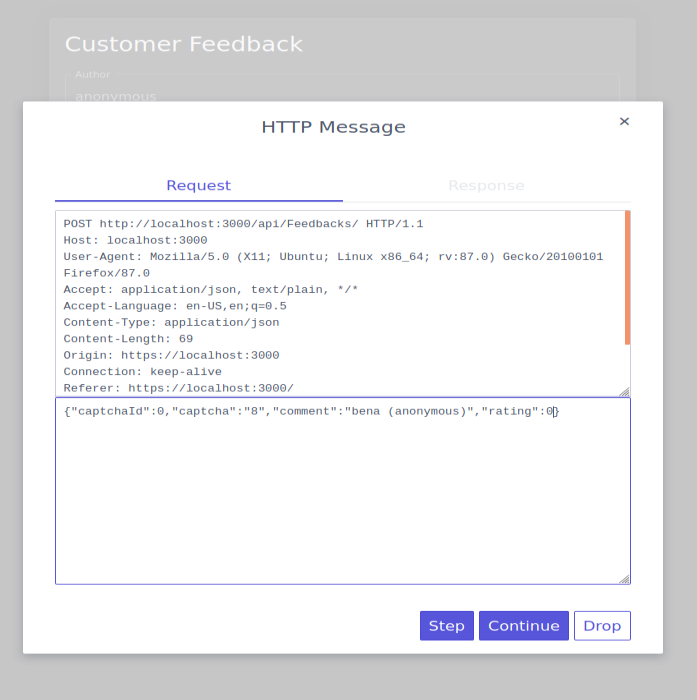 Customer Feedback
Author
anonymous
HTTP Message
×
Request
Response
POST http://localhost:3000/api/Feedbacks/ HTTP/1.1
Host: localhost:3000
User-Agent: Mozilla/5.0 (X11; Ubuntu; Linux x86_64; rv:87.0) Gecko/20100101
Firefox/87.0
Accept: application/json, text/plain, */*
Accept-Language: en-US,en;q=0.5
Content-Type: application/json
Content-Length: 69
Origin: https://localhost:3000
Connection: keep-alive
Referer: https://localhost:3000/
{"captchaId":0,"captcha":"8","comment":"bena (anonymous)","rating":0}
Step
Continue
Drop